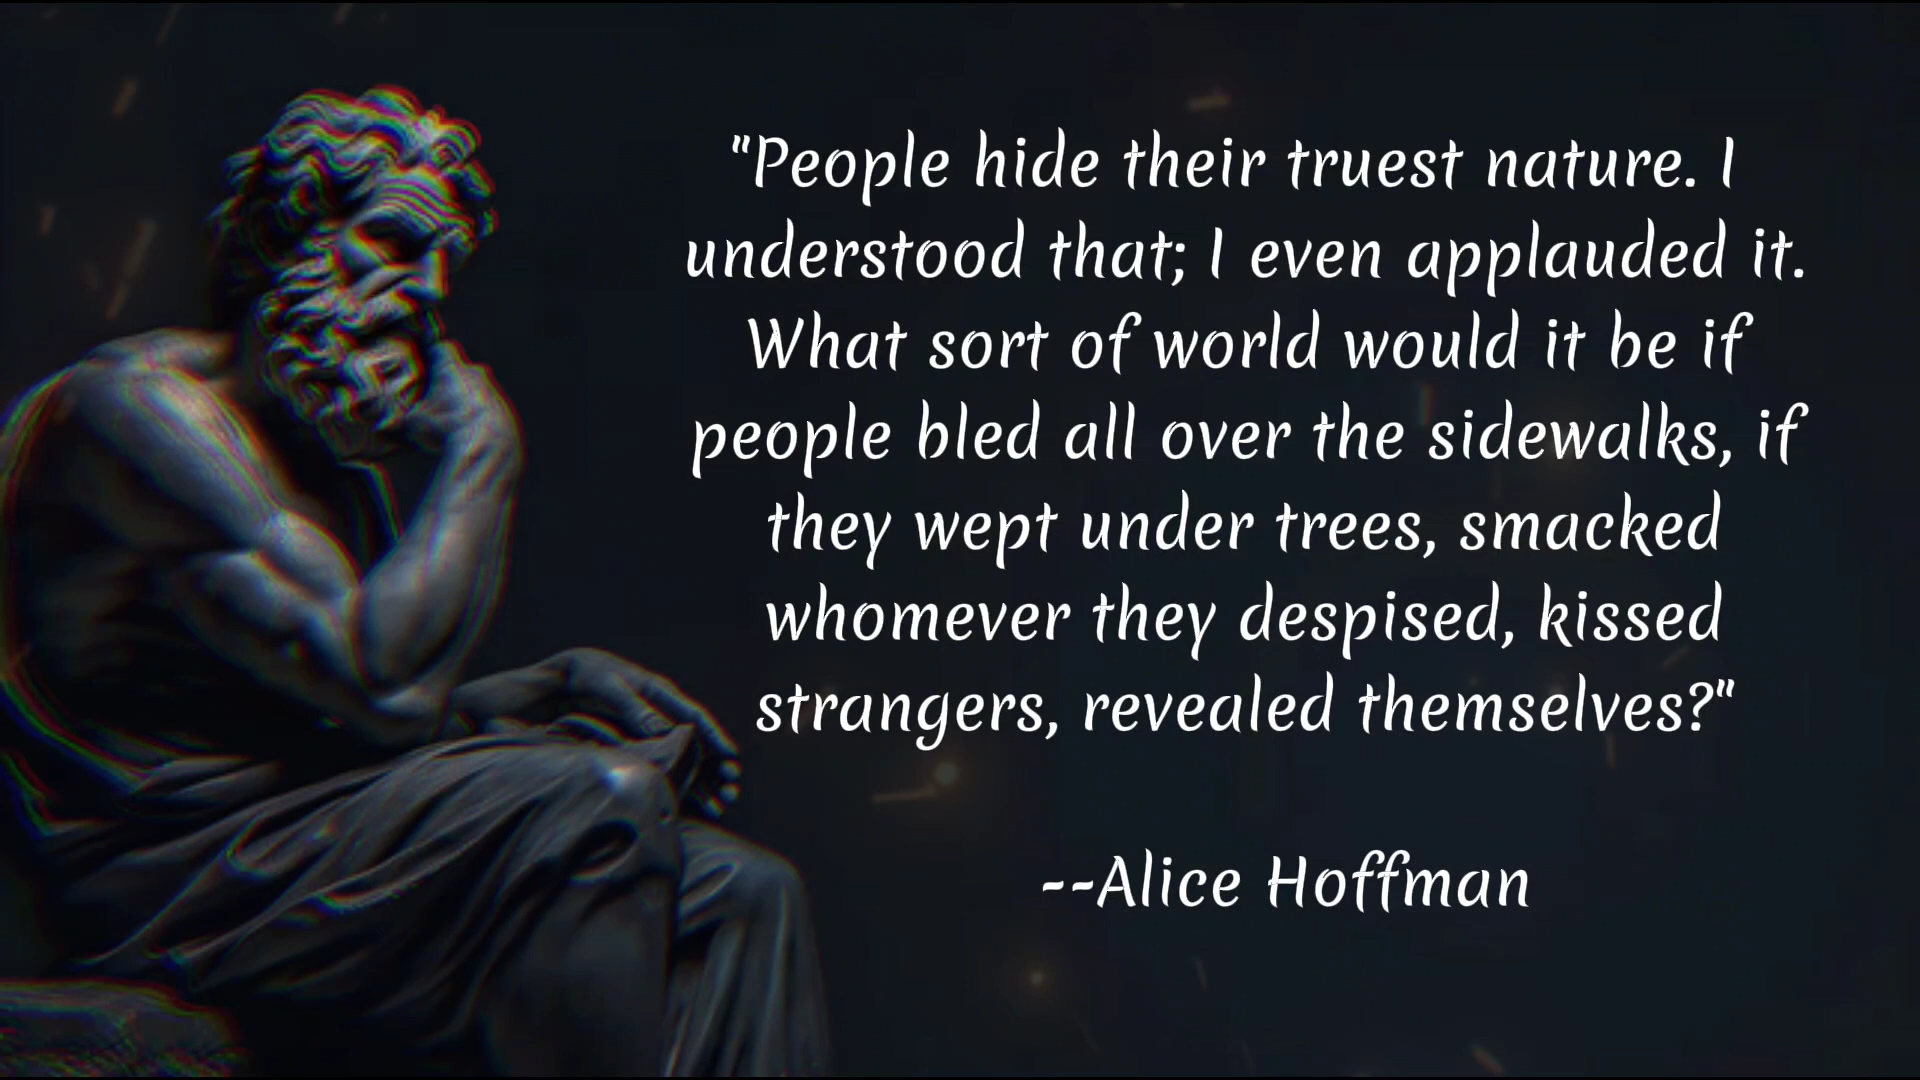 "People hide their truest nature. I
understood that; I even applauded it.
What sort of world would it be if
people bled all over the sidewalks, if
they wept under trees, smacked
whomever they despised, kissed
strangers, revealed themselves?"
--Alice Hoffman